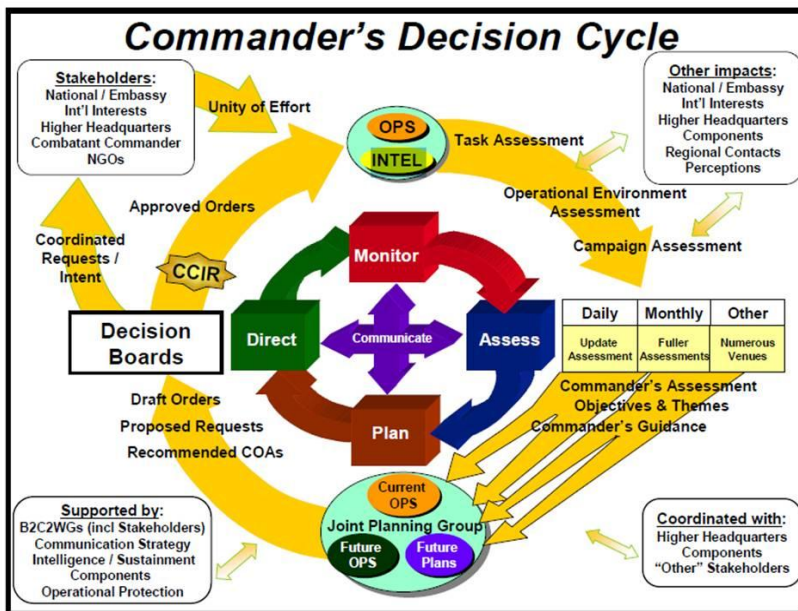 Commander's Decision Cycle
Stakeholders:
National / Embassy
Int'l Interests
Higher Headquarters
Combatant Commander
NGOs
Unity of Effort
OPS
INTEL
Task Assessment
Operational Environment
Assessment
Campaign Assessment
Other impacts:
National / Embassy
Int'l Interests
Higher Headquarters
Components
Regional Contacts
Perceptions
Approved Orders
Coordinated
Requests /
Intent
CCIR
Decision
Boards
Monitor
Direct
Communicate
Assess
Plan
Daily
Monthly
Other
Update
Assessment
Fuller
Assessments
Numerous
Venues
Commander's Assessment
Objectives & Themes
Commander's Guidance
Draft Orders
Proposed Requests
Recommended COAs
Current
OPS
Joint Planning Group
Future
OPS
Future
Plans
Supported by:
B2C2WGs (incl Stakeholders)
Communication Strategy
Intelligence / Sustainment
Components
Operational Protection
Coordinated with:
Higher Headquarters
Components
"Other" Stakeholders